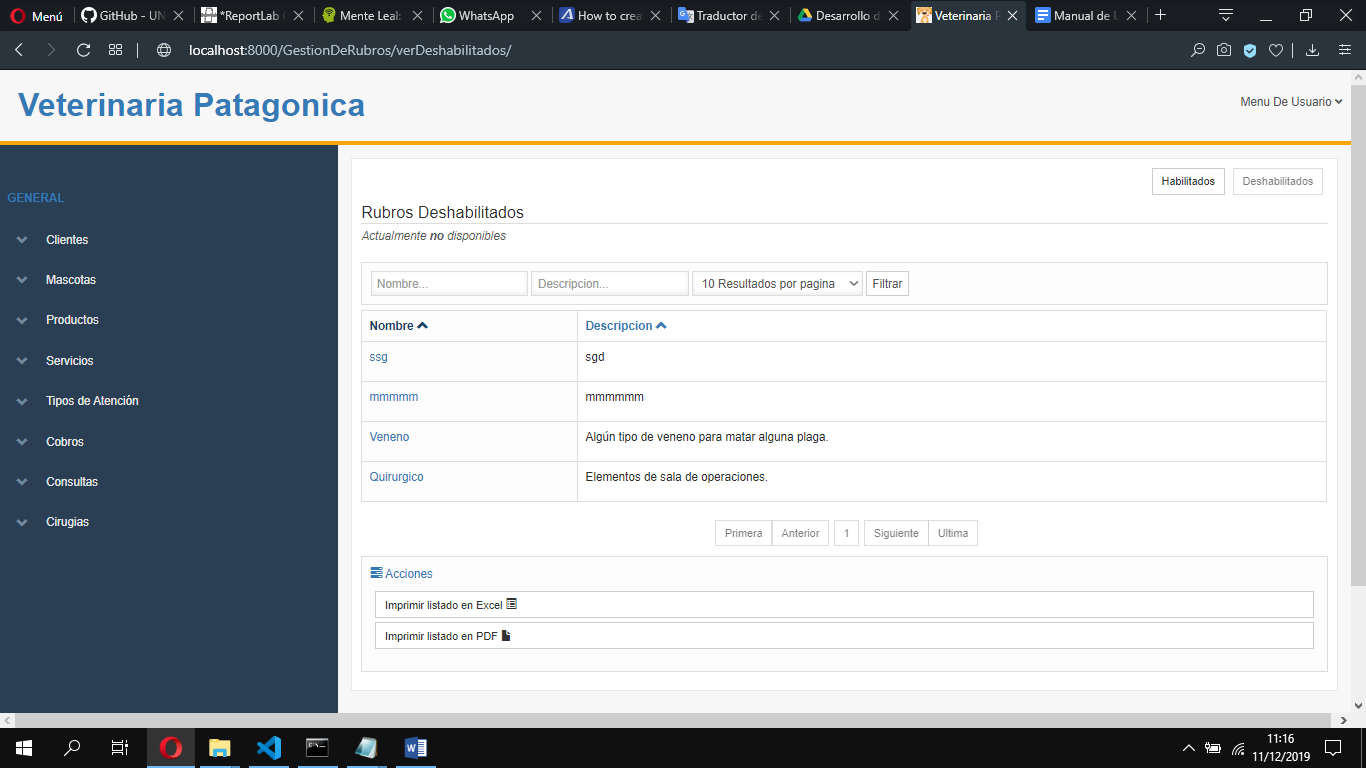 Menú
GitHub - UN
*ReportLab
Mente Leal
WhatsApp
How to crea
Traductor de
Desarrollo d
Veterinaria P
Manual de U
localhost:8000/GestionDeRubros/verDeshabilitados/
Veterinaria Patagonica
Menu De Usuario
GENERAL
Clientes
Mascotas
Productos
Servicios
Tipos de Atención
Cobros
Consultas
Cirugias
Habilitados
Deshabilitados
Rubros Deshabilitados
Actualmente no disponibles
Nombre...
Descripcion...
10 Resultados por pagina
Filtrar
Nombre
Descripcion
ssg
sgd
mmmmm
mmmmmm
Veneno
Algún tipo de veneno para matar alguna plaga.
Quirurgico
Elementos de sala de operaciones.
Primera
Anterior
1
Siguiente
Ultima
Acciones
Imprimir listado en Excel
Imprimir listado en PDF
11:16
11/12/2019